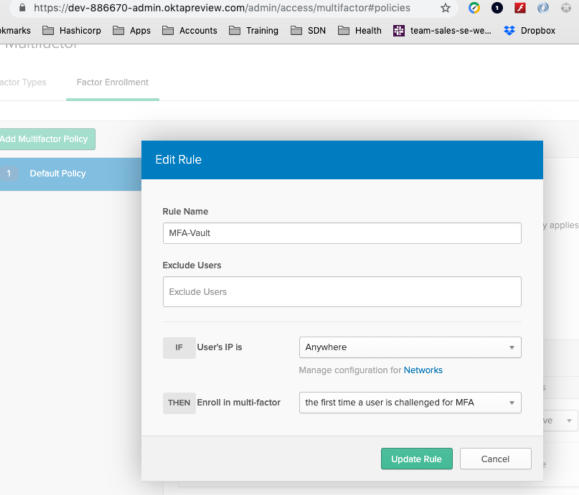 https://dev-886670-admin.oktapreview.com/admin/access/multifactor#policies
okmarks Hashicorp Apps Accounts Training SDN Health team-sales-se-we... Dropbox
Multifactor
actor Types Factor Enrollment
Add Multifactor Policy
1 Default Policy
Edit Rule
Rule Name
MFA-Vault
y applies
Exclude Users
Exclude Users
IF User's IP is Anywhere
Manage configuration for Networks
THEN Enroll in multi-factor the first time a user is challenged for MFA
ve
Update Rule Cancel